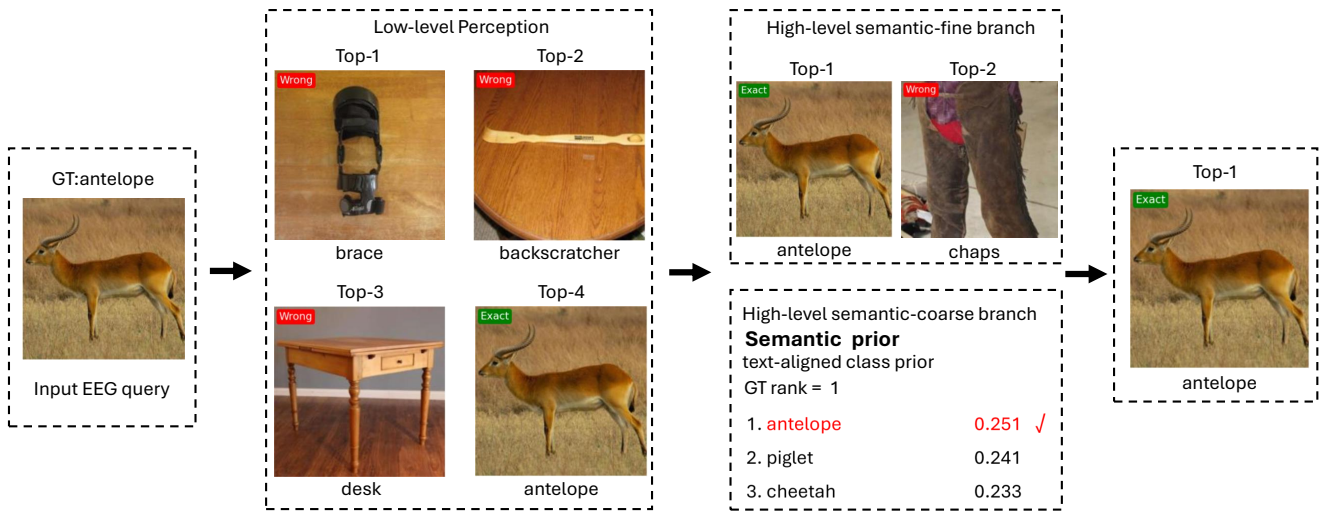 GT:antelope
Input EEG query
Low-level Perception
Top-1
Wrong
brace
Top-2
Wrong
backscratcher
Top-3
Wrong
desk
Top-4
Exact
antelope
High-level semantic-fine branch
Top-1
Exact
antelope
Top-2
Wrong
chaps
High-level semantic-coarse branch
Semantic prior
text-aligned class prior
GT rank = 1
1. antelope 0.251 √
2. piglet 0.241
3. cheetah 0.233
Top-1
Exact
antelope